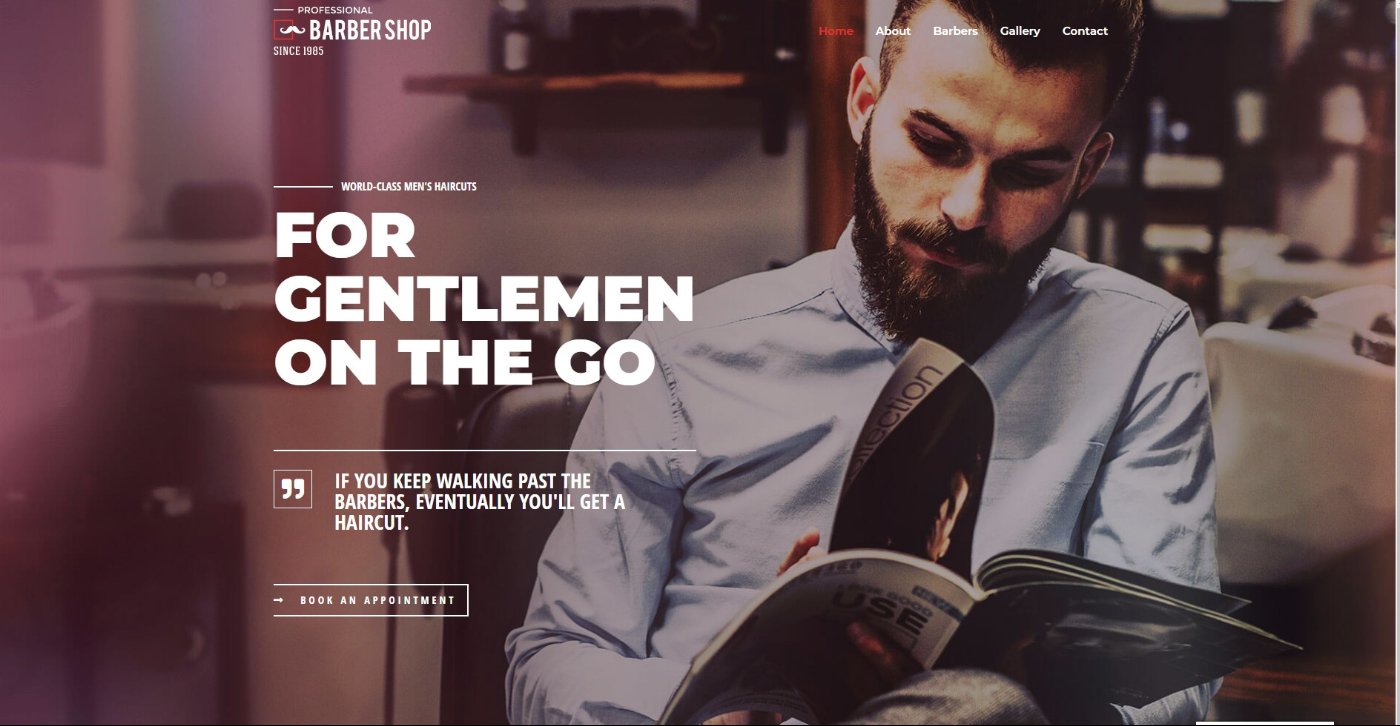 PROFESSIONAL
BARBER SHOP
SINCE 1985
Home About Barbers Gallery Contact
WORLD-CLASS MEN'S HAIRCUTS
FOR
GENTLEMEN
ON THE GO
IF YOU KEEP WALKING PAST THE
BARBERS, EVENTUALLY YOU'LL GET A
HAIRCUT.
BOOK AN APPOINTMENT
GOOD
USE